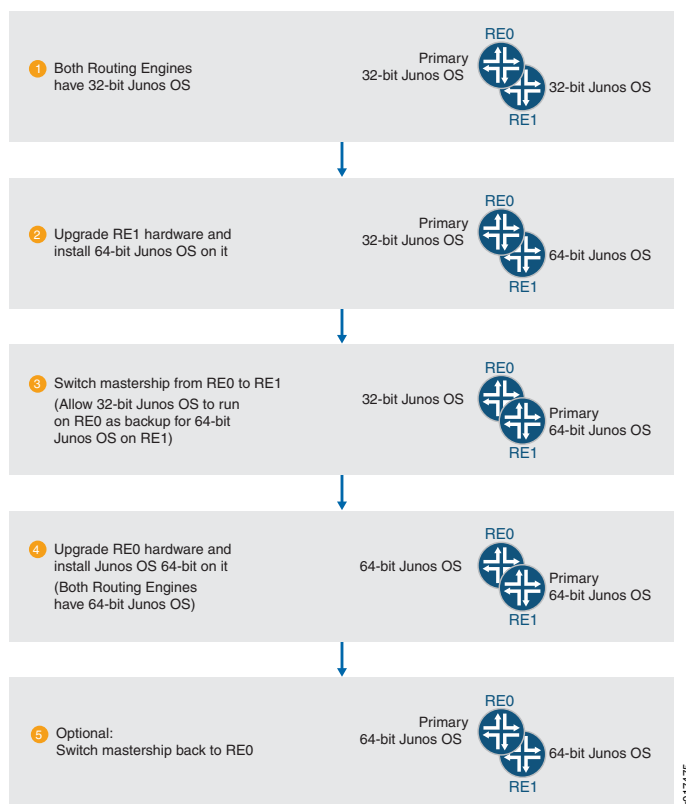 RE0
1 Both Routing Engines
have 32-bit Junos OS
Primary
32-bit Junos OS
32-bit Junos OS
RE1
RE0
2 Upgrade RE1 hardware and
install 64-bit Junos OS on it
Primary
32-bit Junos OS
64-bit Junos OS
RE1
RE0
3 Switch mastership from RE0 to RE1
(Allow 32-bit Junos OS to run
on RE0 as backup for 64-bit
Junos OS on RE1)
32-bit Junos OS
Primary
64-bit Junos OS
RE1
RE0
4 Upgrade RE0 hardware and
install Junos OS 64-bit on it
(Both Routing Engines
have 64-bit Junos OS)
64-bit Junos OS
Primary
64-bit Junos OS
RE1
RE0
5 Optional:
Switch mastership back to RE0
Primary
64-bit Junos OS
64-bit Junos OS
RE1